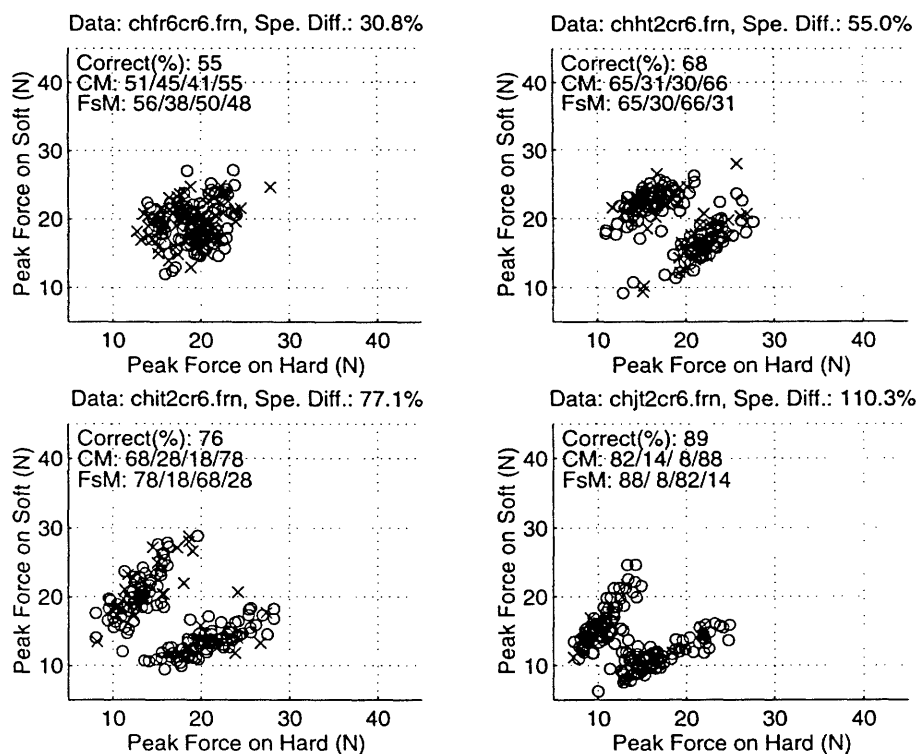 Data: chfr6cr6.frn, Spe. Diff.: 30.8%
Correct(%): 55
CM: 51/45/41/55
FsM: 56/38/50/48
Peak Force on Soft (N)
40
30
20
10
10 20 30 40
Peak Force on Hard (N)
Data: chht2cr6.frn, Spe. Diff.: 55.0%
Correct(%): 68
CM: 65/31/30/66
FsM: 65/30/66/31
Peak Force on Soft (N)
40
30
20
10
10 20 30 40
Peak Force on Hard (N)
Data: chit2cr6.frn, Spe. Diff.: 77.1%
Correct(%): 76
CM: 68/28/18/78
FsM: 78/18/68/28
Peak Force on Soft (N)
40
30
20
10
10 20 30 40
Peak Force on Hard (N)
Data: chjt2cr6.frn, Spe. Diff.: 110.3%
Correct(%): 89
CM: 82/14/ 8/88
FsM: 88/ 8/82/14
Peak Force on Soft (N)
40
30
20
10
10 20 30 40
Peak Force on Hard (N)